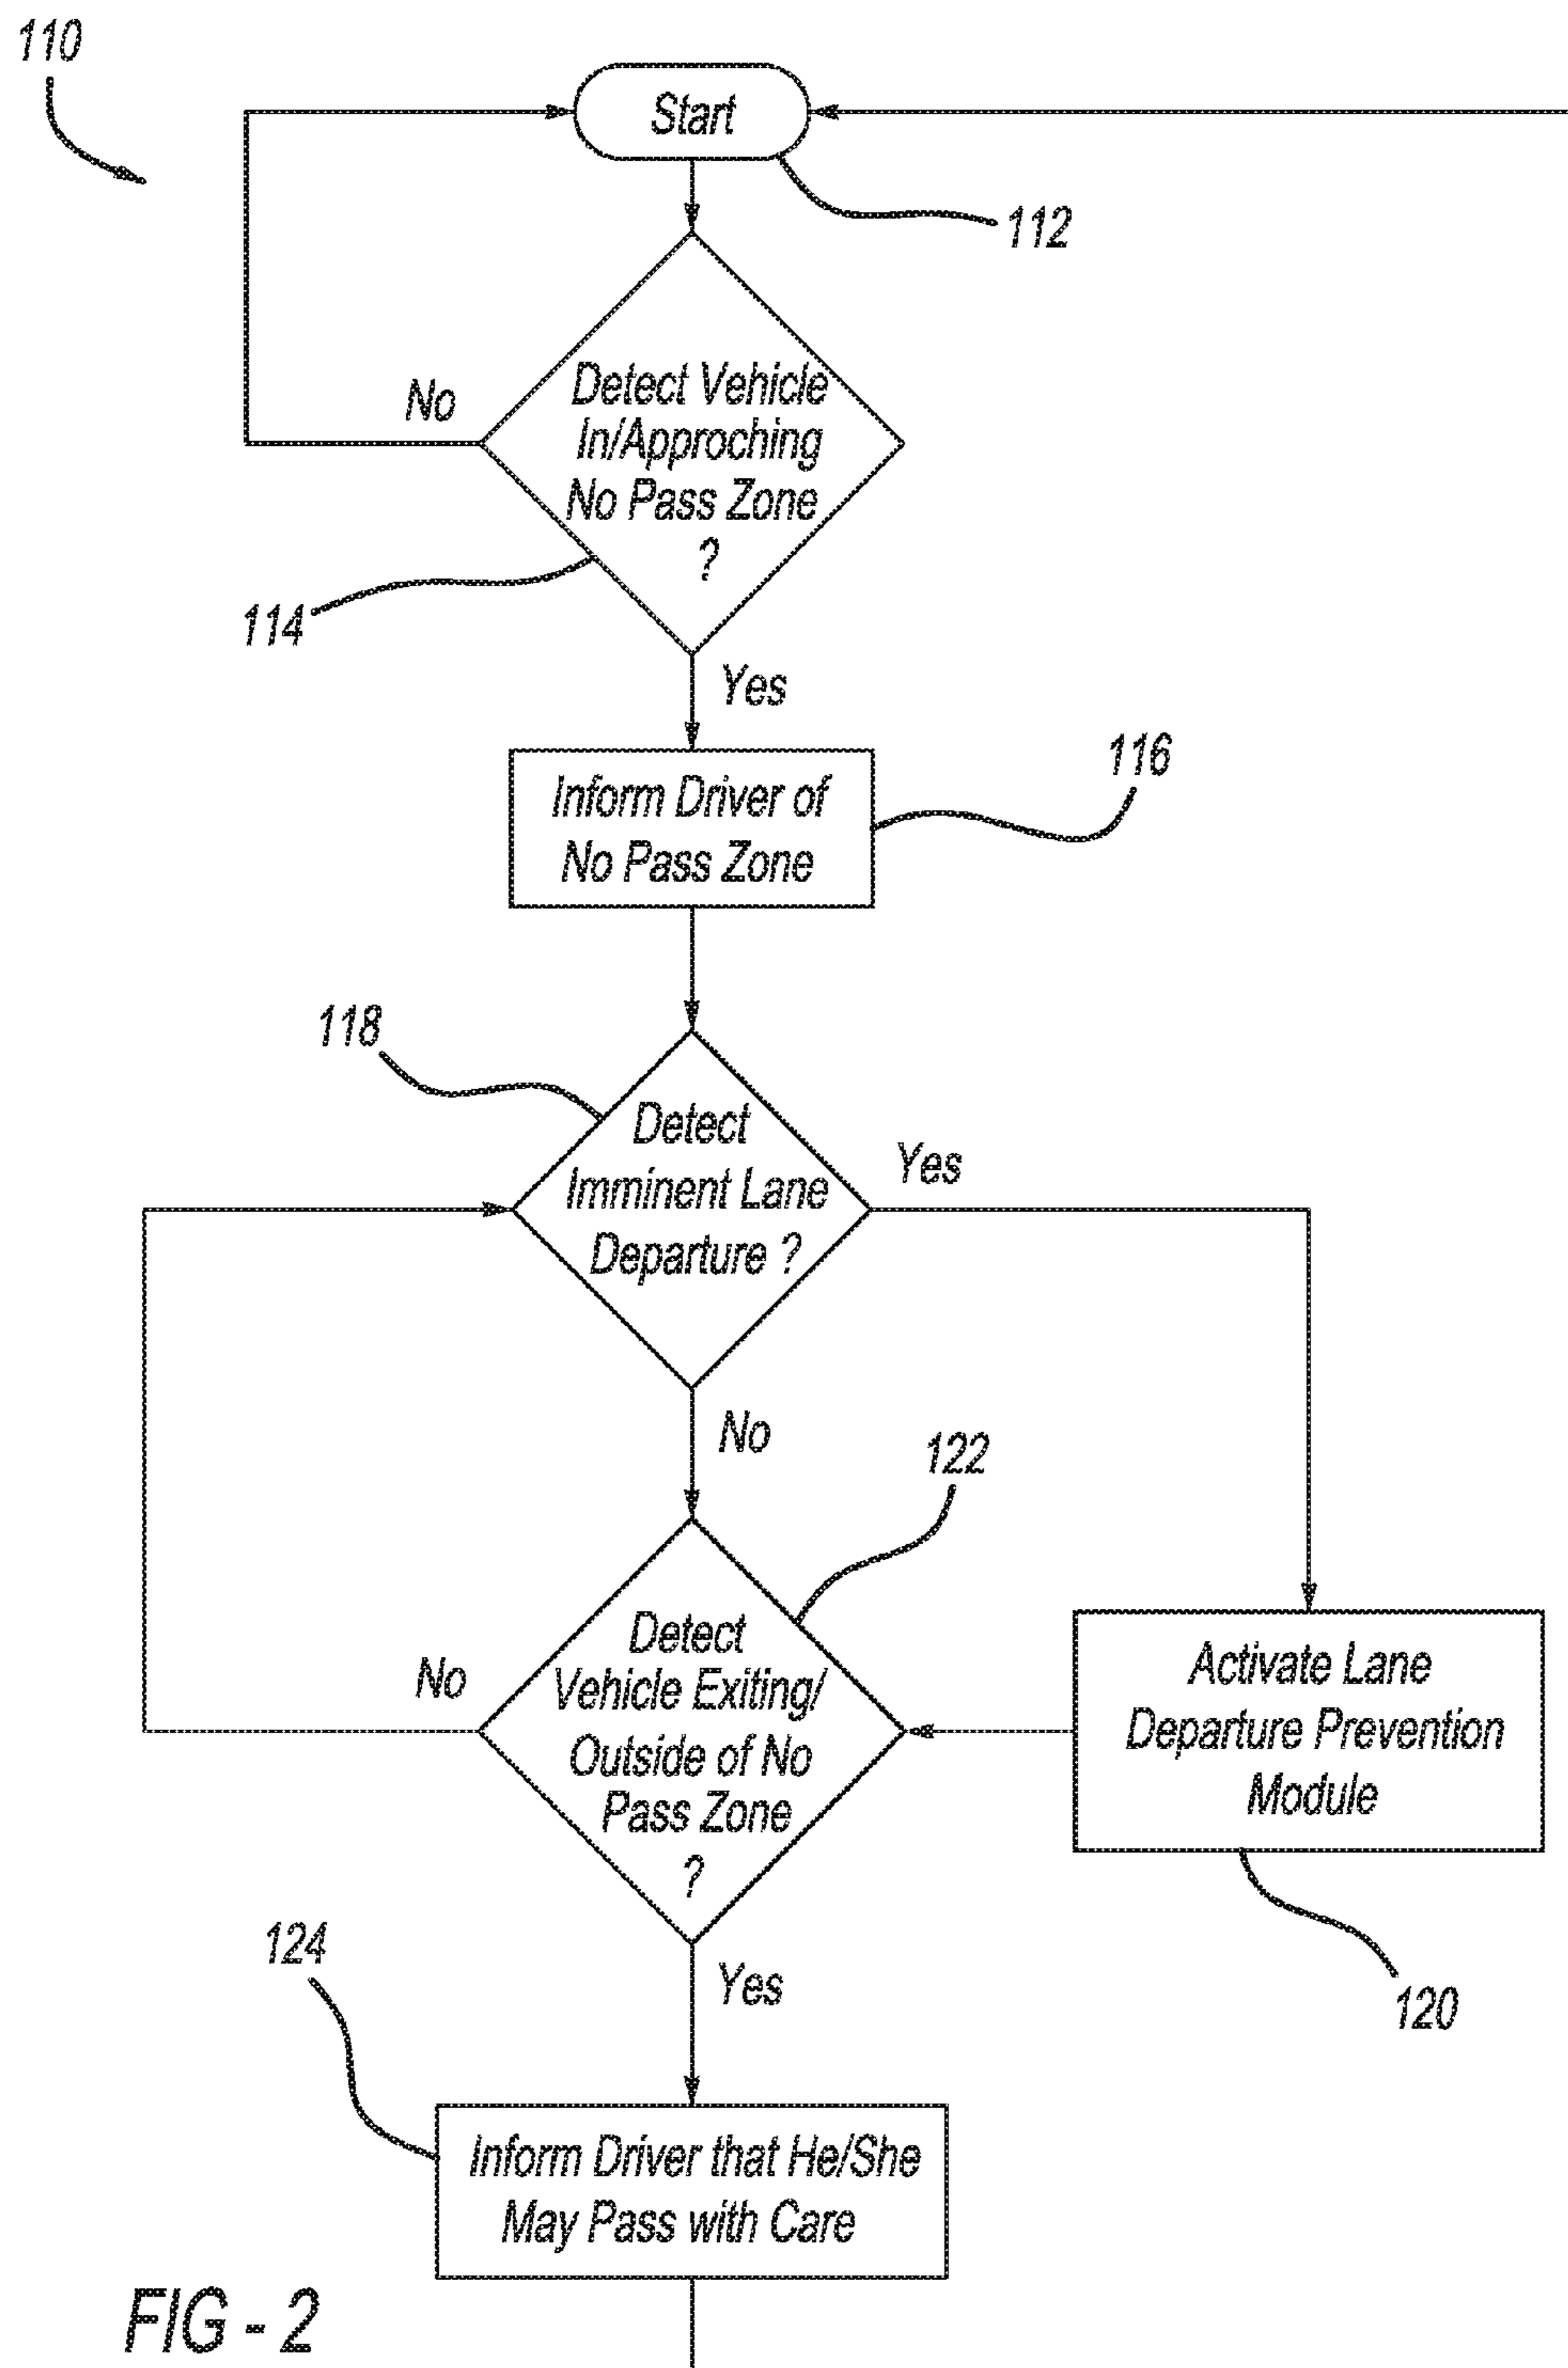 110
Start
112
Detect Vehicle
In/Approching
No Pass Zone
?
No
114
Yes
Inform Driver of
No Pass Zone
116
118
Detect
Imminent Lane
Departure ?
Yes
No
122
Detect
Vehicle Exiting/
Outside of No
Pass Zone
?
No
Activate Lane
Departure Prevention
Module
120
124
Yes
Inform Driver that He/She
May Pass with Care
FIG - 2